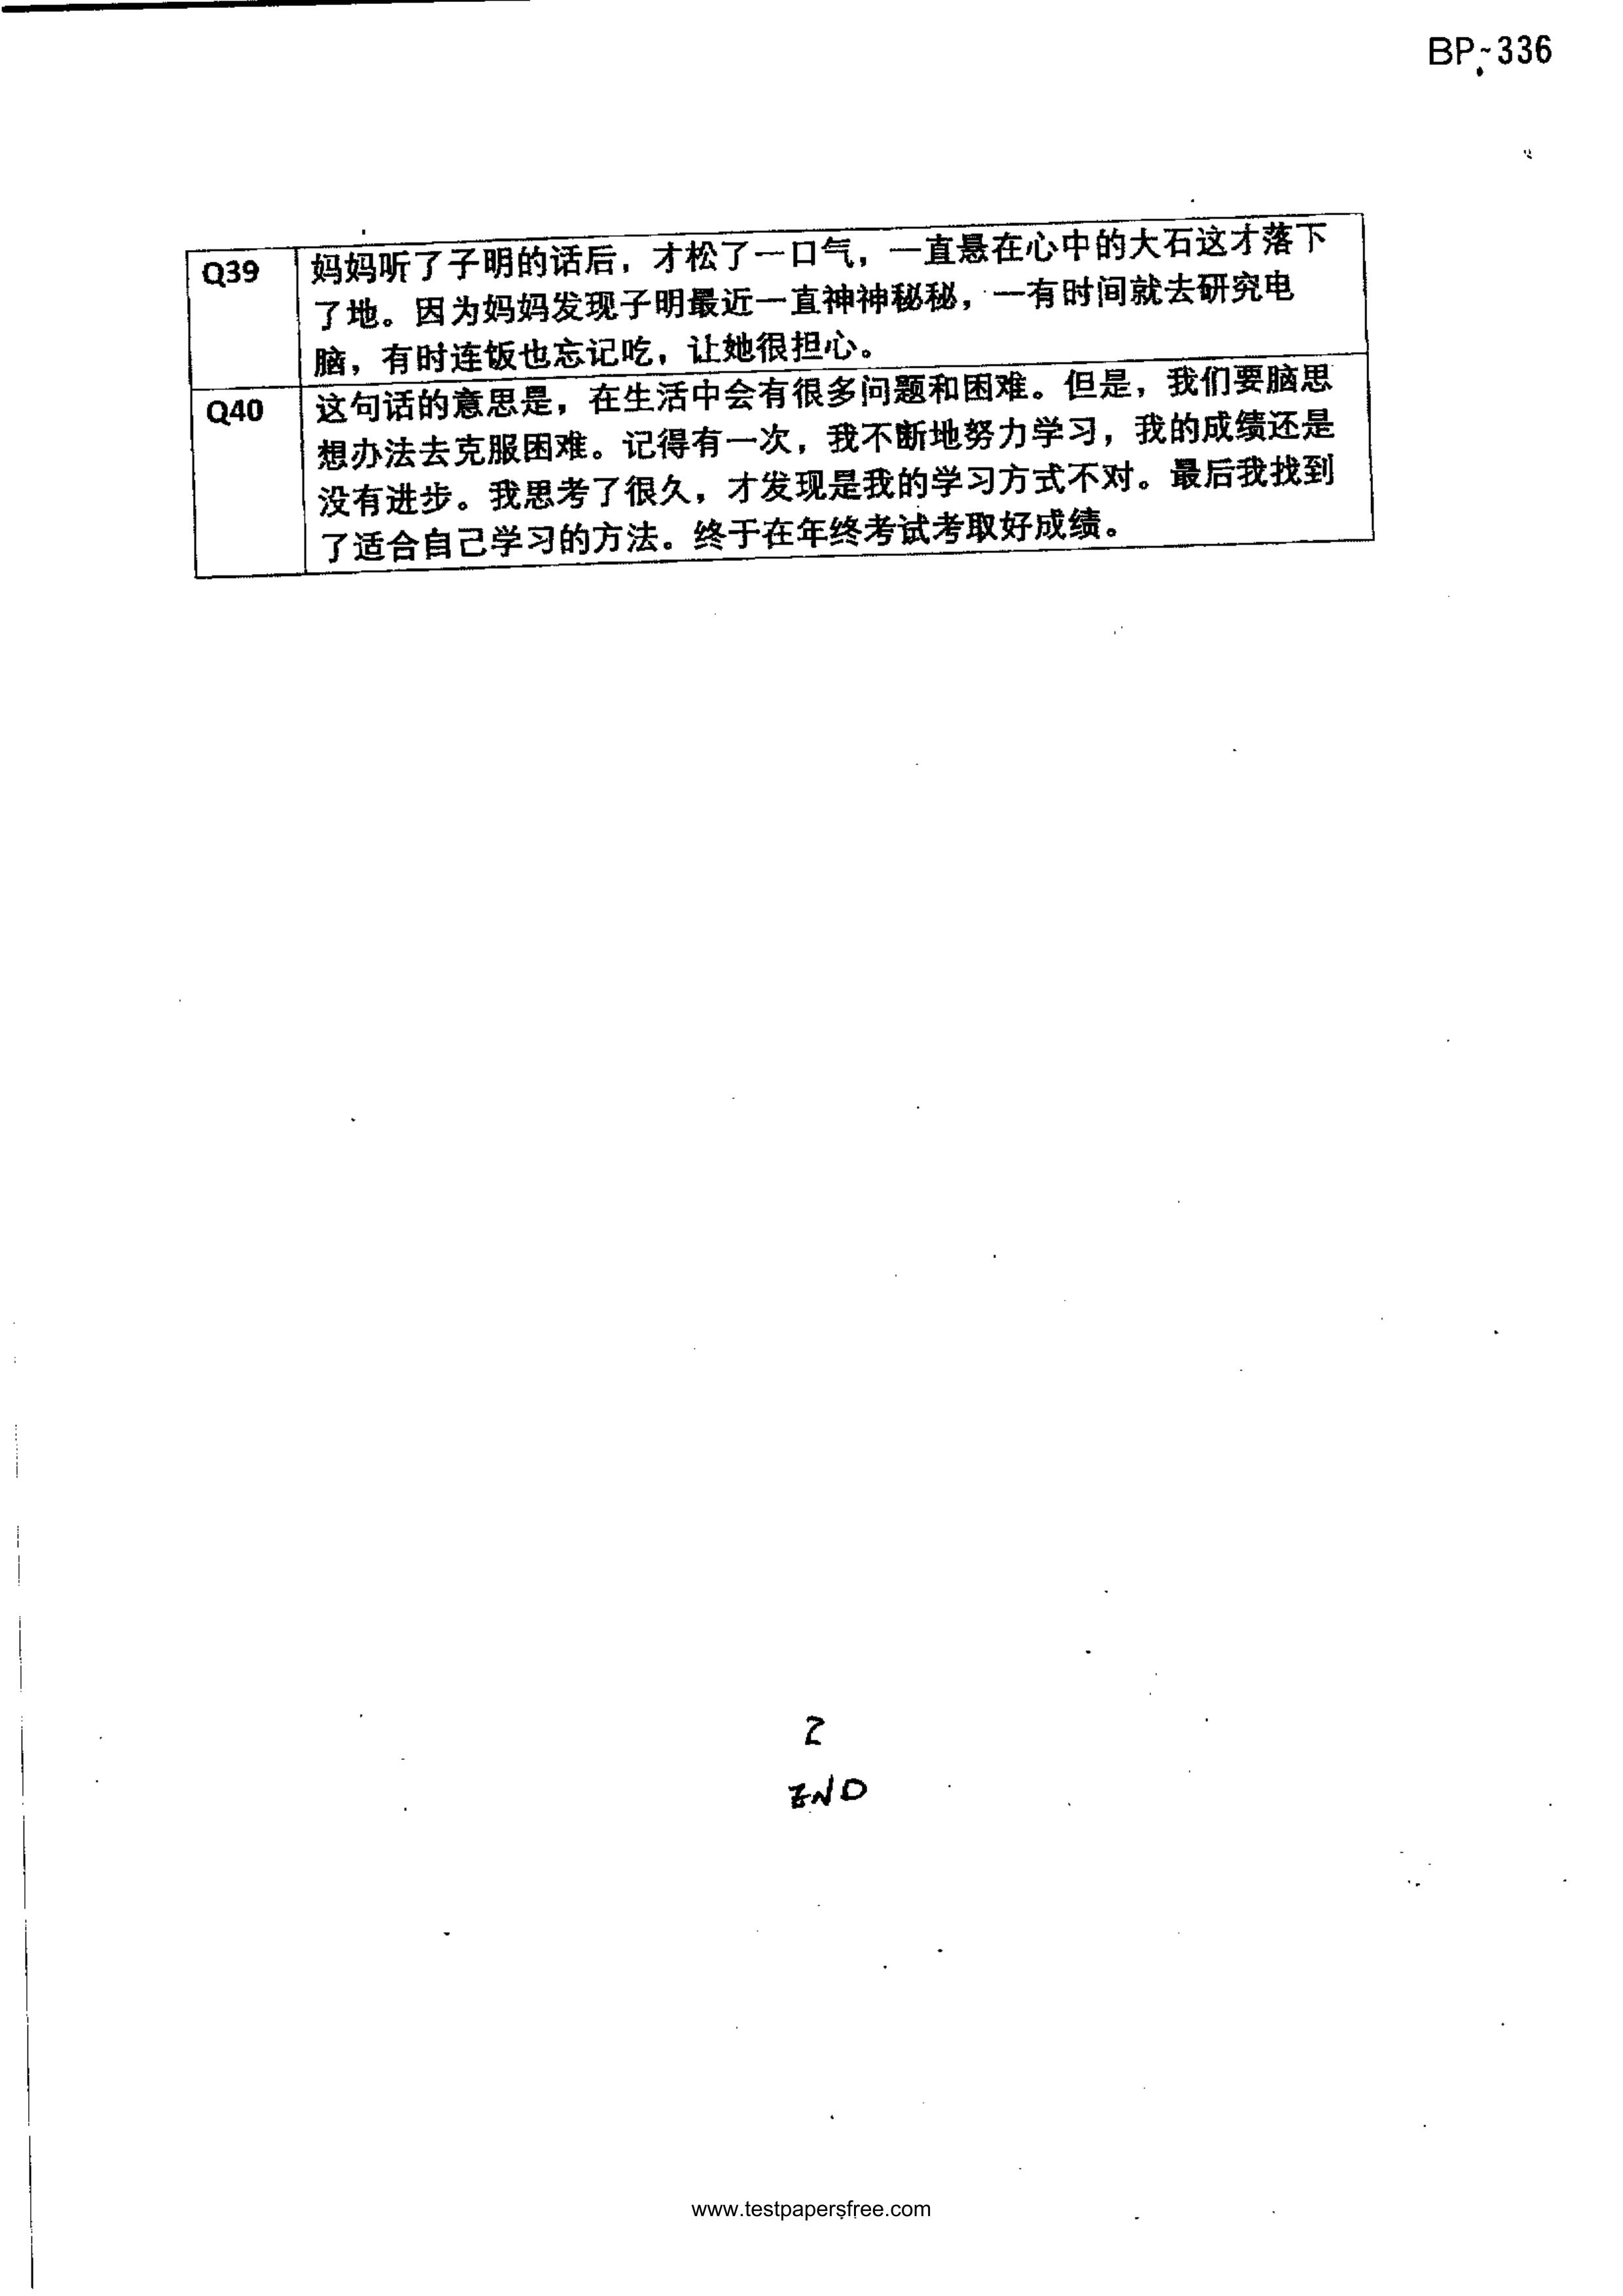 BP~336
Q39 妈妈听了子明的话后，才松了一口气，一直悬在心中的大石这才落下
了地。因为妈妈发现子明最近一直神神秘秘，一有时间就去研究电
脑，有时连饭也忘记吃，让她很担心。
Q40 这句话的意思是，在生活中会有很多问题和困难。但是，我们要脑思
想办法去克服困难。记得有一次，我不断地努力学习，我的成绩还是
没有进步。我思考了很久，才发现是我的学习方式不对。最后我找到
了适合自己学习的方法。终于在年终考试考取好成绩。
2
END
www.testpapersfree.com